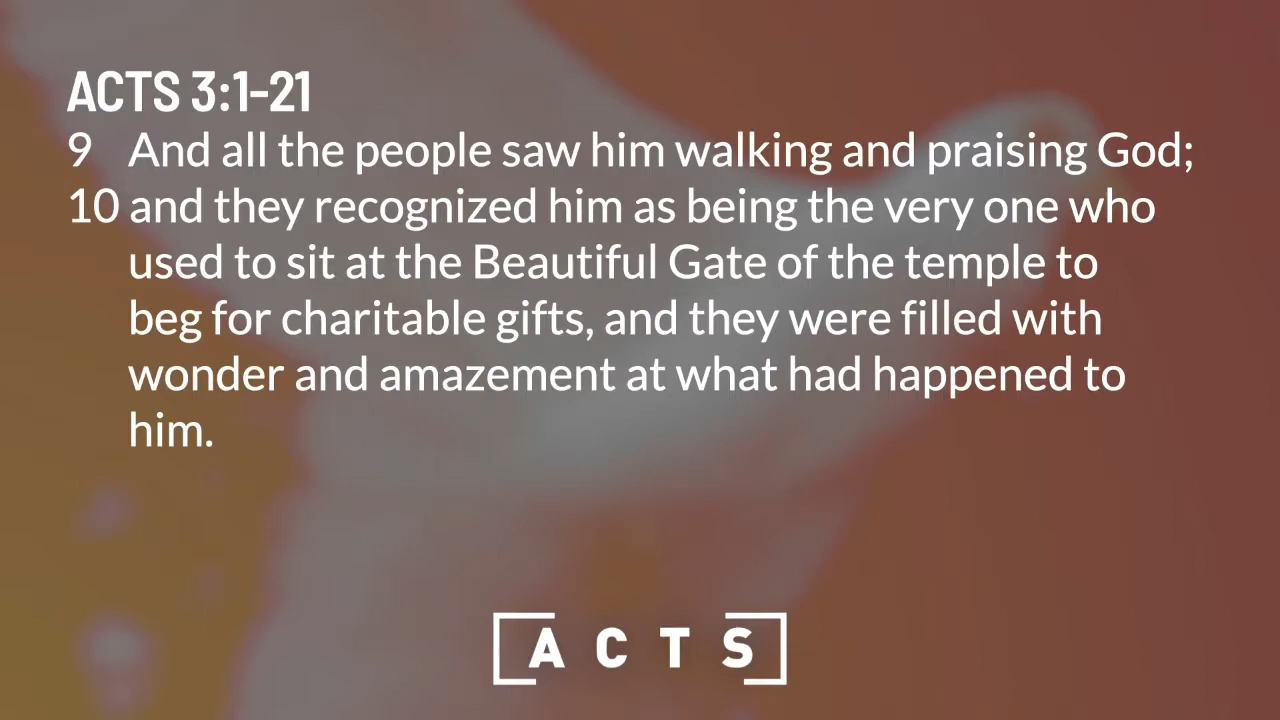 ACTS 3:1-21
9 And all the people saw him walking and praising God;
10 and they recognized him as being the very one who
used to sit at the Beautiful Gate of the temple to
beg for charitable gifts, and they were filled with
wonder and amazement at what had happened to
him.
ACTS